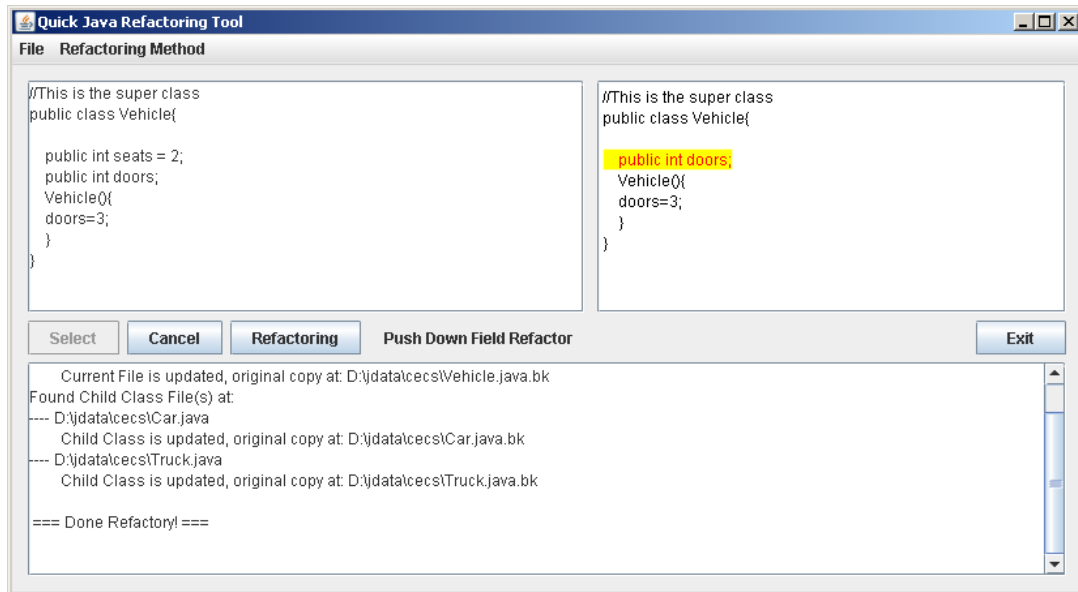 Quick Java Refactoring Tool
File Refactoring Method
//This is the super class
public class Vehicle{
public int seats = 2;
public int doors;
Vehicle(){
doors=3;
}
}
//This is the super class
public class Vehicle{
public int doors;
Vehicle(){
doors=3;
}
}
Select Cancel Refactoring Push Down Field Refactor Exit
Current File is updated, original copy at: D:\jdata\cecs\Vehicle.java.bk
Found Child Class File(s) at:
---- D:\jdata\cecs\Car.java
Child Class is updated, original copy at: D:\jdata\cecs\Car.java.bk
---- D:\jdata\cecs\Truck.java
Child Class is updated, original copy at: D:\jdata\cecs\Truck.java.bk
=== Done Refactory! ===